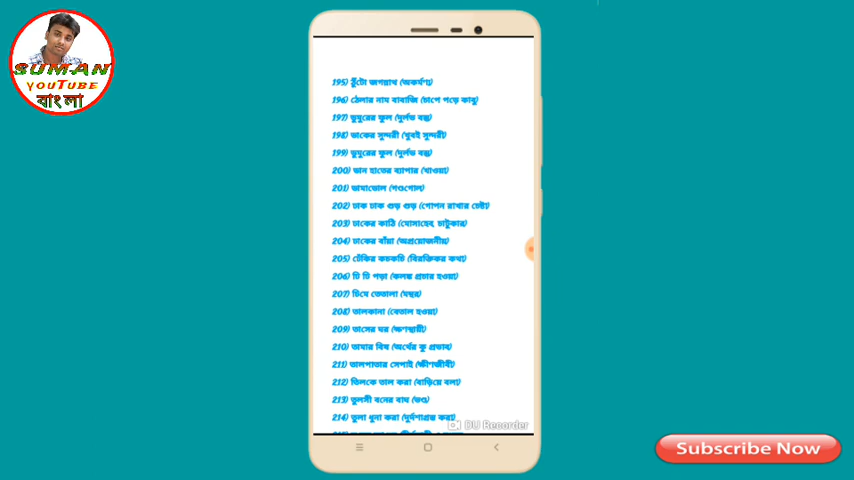 SUMAN
YOUTUBE
বাংলা
195) ঠুঁটো জগন্নাথ (অকর্মণ্য)
196) ঠেলার নাম বাবাজি (চাপে পড়ে কাবু)
197) ডুমুরের ফুল (দুর্লভ বস্তু)
198) ডাকের সুন্দরী (খুবই সুন্দরী)
199) ডুমুরের ফুল (দুর্লভ বস্তু)
200) ডান হাতের ব্যাপার (খাওয়া)
201) ডামাডোল (গণ্ডগোল)
202) ঢাক ঢাক গুড় গুড় (গোপন রাখার চেষ্টা)
203) ঢাকের কাঠি (মোসাহেব, চাটুকার)
204) ঢাকের বাঁয়া (অপ্রয়োজনীয়)
205) ঢেঁকির কচকচি (বিরক্তিকর কথা)
206) ঢি ঢি পড়া (কলঙ্ক প্রচার হওয়া)
207) ঢিমে তেতালা (মন্থর)
208) তালকানা (বেতাল হওয়া)
209) তাসের ঘর (ক্ষণস্থায়ী)
210) তামার বিষ (অর্থের কু প্রভাব)
211) তালপাতার সেপাই (ক্ষীণজীবী)
212) তিলকে তাল করা (বাড়িয়ে বলা)
213) তুলসী বনের বাঘ (ভণ্ড)
214) তুলা ধুনা করা (দুর্দশাগ্রস্ত করা)
DU Recorder
Subscribe Now